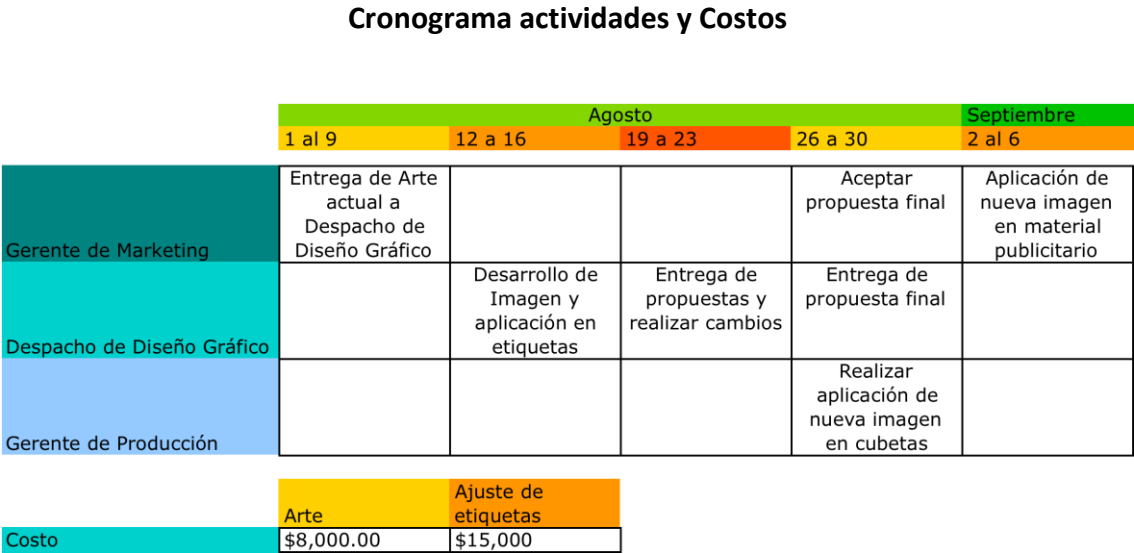 Cronograma actividades y Costos
Agosto Septiembre
1 al 9 12 a 16 19 a 23 26 a 30 2 al 6
Entrega de Arte
actual a
Despacho de
Diseño Gráfico
Aceptar
propuesta final
Aplicación de
nueva imagen
en material
publicitario
Gerente de Marketing
Desarrollo de
Imagen y
aplicación en
etiquetas
Entrega de
propuestas y
realizar cambios
Entrega de
propuesta final
Despacho de Diseño Gráfico
Realizar
aplicación de
nueva imagen
en cubetas
Gerente de Producción
Arte
Ajuste de
etiquetas
Costo $8,000.00 $15,000